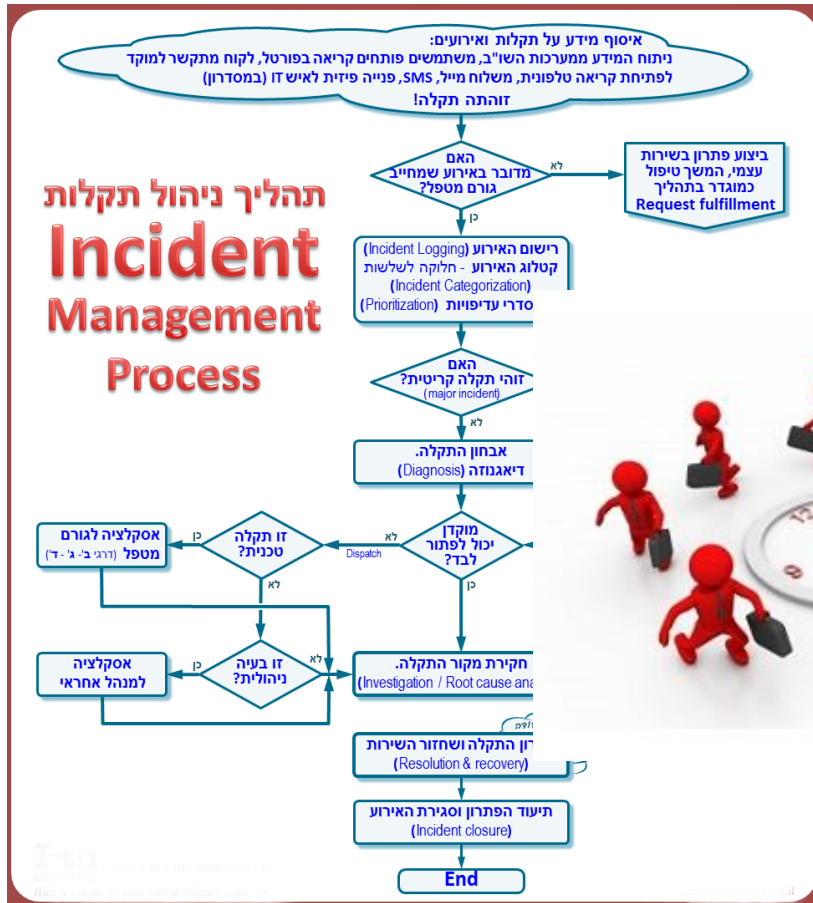 איסוף מידע על תקלות ואירועים:
ניתוח המידע ממערכות השו"ב, משתמשים פותחים קריאה בפורטל, לקוח מתקשר למוקד
לפתיחת קריאה טלפונית, משלוח מייל, SMS, פנייה פיזית לאיש IT (במסדרון)
זוהתה תקלה!
האם
מדובר באירוע שמחייב
גורם מטפל?
לא
ביצוע פתרון בשירות
עצמי, המשך טיפול
כמוגדר בתהליך
Request fulfillment
כן
תהליך ניהול תקלות
Incident
Management
Process
רישום האירוע (Incident Logging)
קטלוג האירוע - חלוקה לשלשות
(Incident Categorization)
סדרי עדיפויות (Prioritization)
האם
זוהי תקלה קריטית?
(major incident)
לא
אבחון התקלה.
דיאגנוזה (Diagnosis)
מוקדן
יכול לפתור
לבד?
לא
Dispatch
כן
זו תקלה
טכנית?
כן
לא
אסקלציה לגורם
מטפל (דרגי ב'- ג' - ד')
זו בעיה
ניהולית?
לא
כן
אסקלציה
למנהל אחראי
חקירת מקור התקלה.
(Investigation / Root cause ana
רון התקלה ושחזור השירות
(Resolution & recovery)
תיעוד הפתרון וסגירת האירוע
(Incident closure)
End